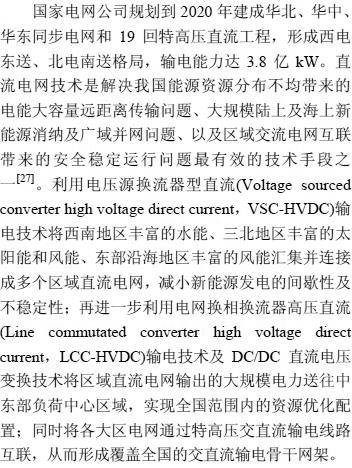 国家电网公司规划到 2020 年建成华北、华中、
华东同步电网和 19 回特高压直流工程，形成西电
东送、北电南送格局，输电能力达 3.8 亿 kW。直
流电网技术是解决我国能源资源分布不均带来的
电能大容量远距离传输问题、大规模陆上及海上新
能源消纳及广域并网问题、以及区域交流电网互联
带来的安全稳定运行问题最有效的技术手段之
一[27]。利用电压源换流器型直流(Voltage sourced
converter high voltage direct current，VSC-HVDC)输
电技术将西南地区丰富的水能、三北地区丰富的太
阳能和风能、东部沿海地区丰富的风能汇集并连接
成多个区域直流电网，减小新能源发电的间歇性及
不稳定性；再进一步利用电网换相换流器高压直流
(Line commutated converter high voltage direct
current，LCC-HVDC)输电技术及 DC/DC 直流电压
变换技术将区域直流电网输出的大规模电力送往中
东部负荷中心区域，实现全国范围内的资源优化配
置；同时将各大区电网通过特高压交流输电线路
互联，从而形成覆盖全国的交直流输电骨干网架。